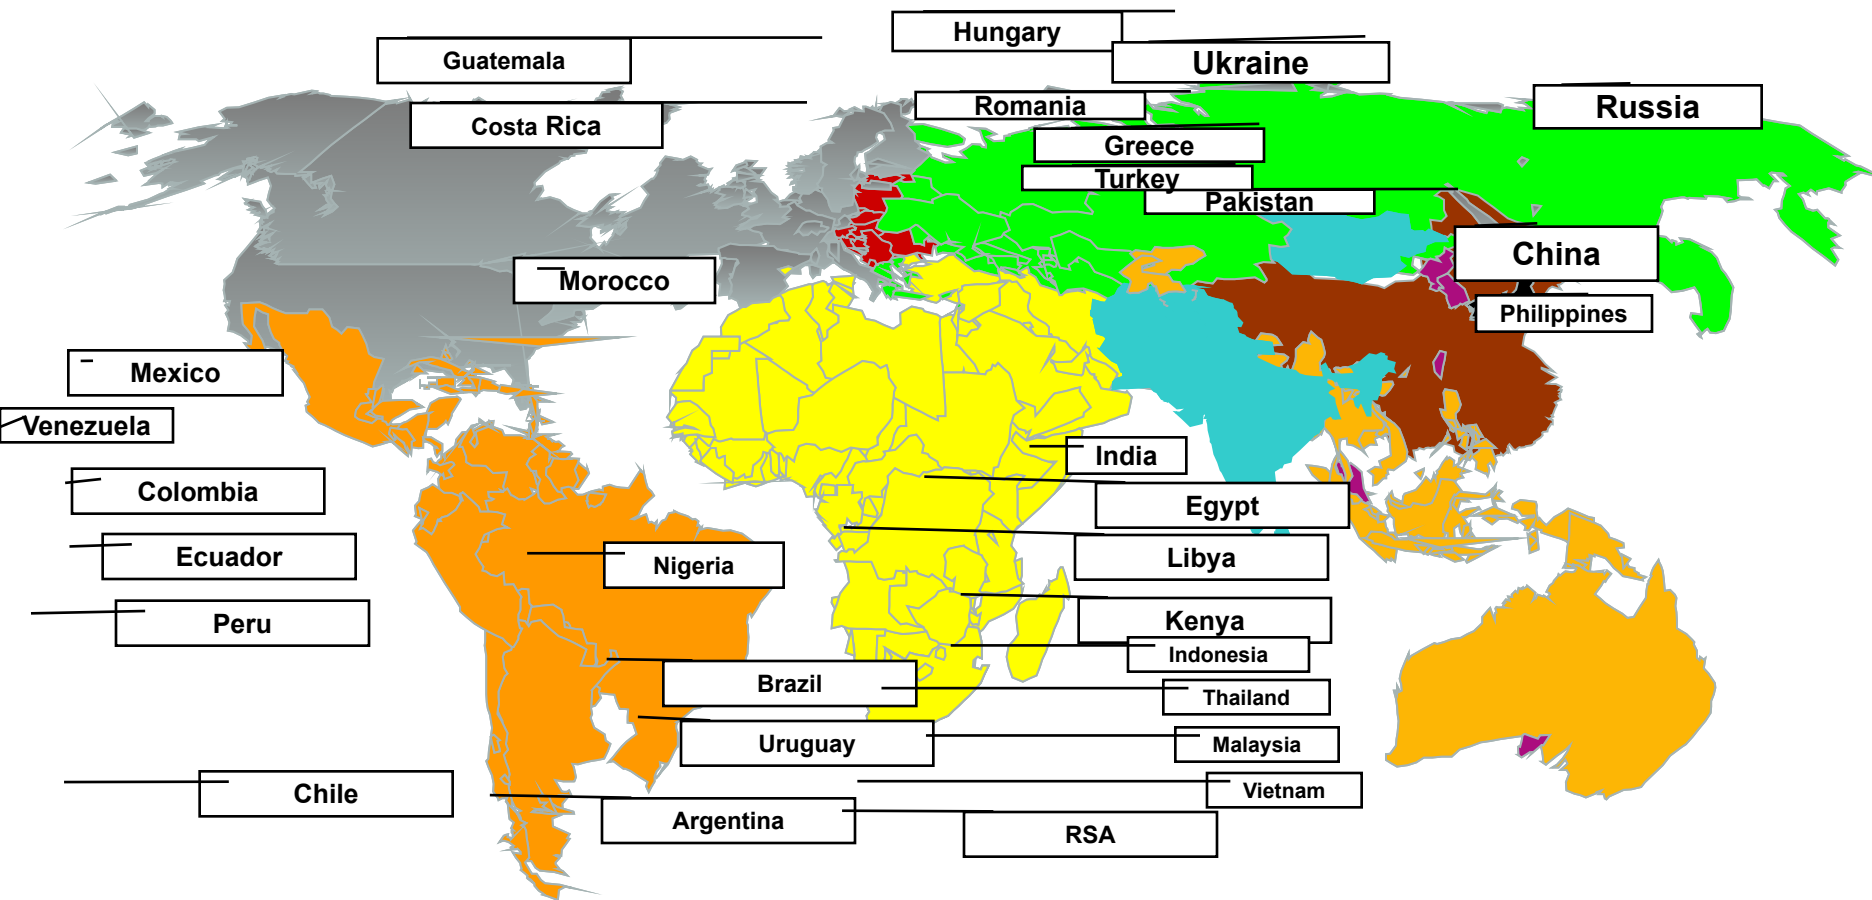 Hungary
Guatemala
Ukraine
Romania
Russia
Costa Rica
Greece
Turkey
Pakistan
China
Morocco
Philippines
Mexico
Venezuela
India
Colombia
Egypt
Ecuador
Nigeria
Libya
Peru
Kenya
Indonesia
Brazil
Thailand
Uruguay
Malaysia
Chile
Vietnam
Argentina
RSA